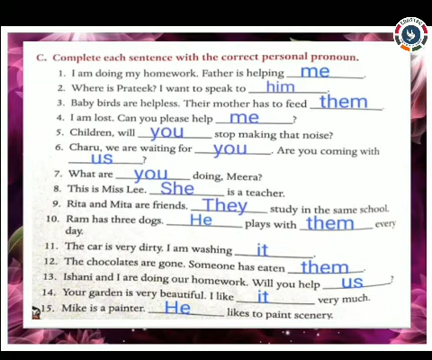 C. Complete each sentence with the correct personal pronoun.
1. I am doing my homework. Father is helping me.
2. Where is Prateek? I want to speak to him.
3. Baby birds are helpless. Their mother has to feed them.
4. I am lost. Can you please help me?
5. Children, will you stop making that noise?
6. Charu, we are waiting for you. Are you coming with
us?
7. What are you doing, Meera?
8. This is Miss Lee. She is a teacher.
9. Rita and Mita are friends. They study in the same school.
10. Ram has three dogs. He plays with them every
day.
11. The car is very dirty. I am washing it.
12. The chocolates are gone. Someone has eaten them.
13. Ishani and I are doing our homework. Will you help us?
14. Your garden is very beautiful. I like it very much.
15. Mike is a painter. He likes to paint scenery.